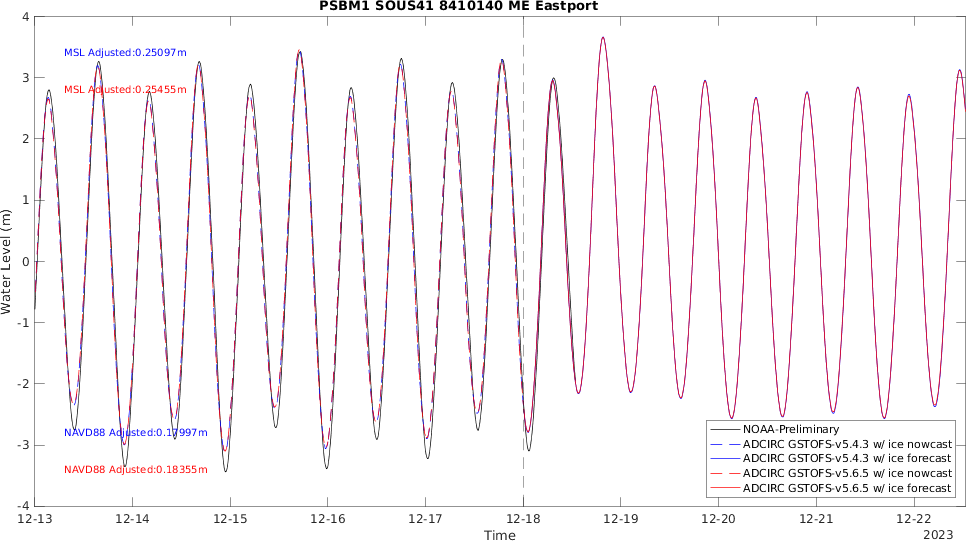 PSBM1 SOUS41 8410140 ME Eastport
4
MSL Adjusted:0.25097m
3
MSL Adjusted:0.25455m
2
1
0
-1
-2
-3
-4
Water Level (m)
NAVD88 Adjusted:0.17997m
NAVD88 Adjusted:0.18355m
NOAA-Preliminary
ADCIRC GSTOFS-v5.4.3 w/ ice nowcast
ADCIRC GSTOFS-v5.4.3 w/ ice forecast
ADCIRC GSTOFS-v5.6.5 w/ ice nowcast
ADCIRC GSTOFS-v5.6.5 w/ ice forecast
12-13 12-14 12-15 12-16 12-17 12-18 12-19 12-20 12-21 12-22
Time
2023